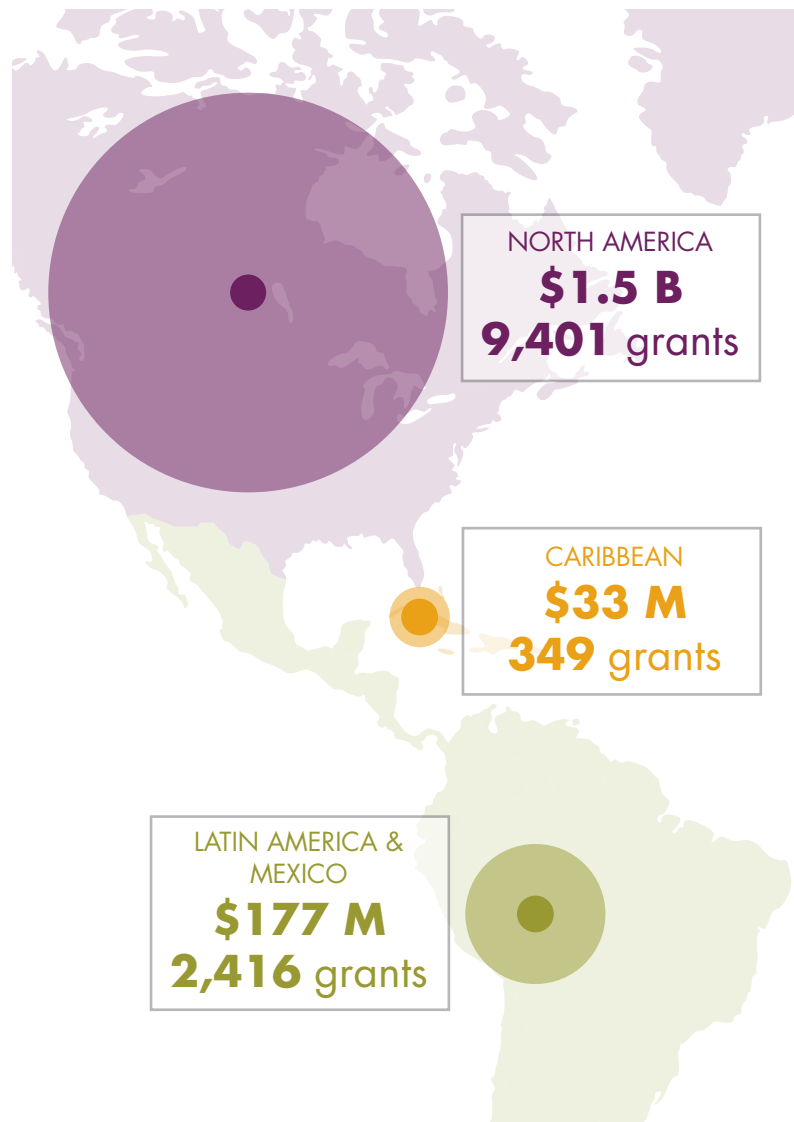 NORTH AMERICA
$1.5 B
9,401 grants
CARIBBEAN
$33 M
349 grants
LATIN AMERICA &
MEXICO
$177 M
2,416 grants